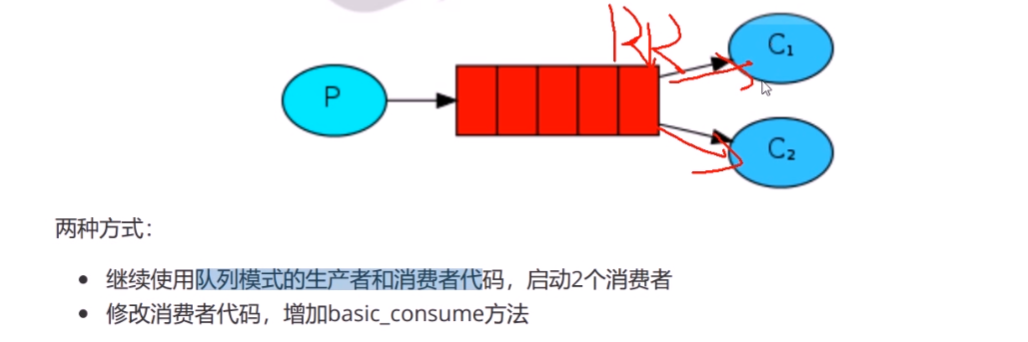 RR
P
C₁
C₂
两种方式：
继续使用队列模式的生产者和消费者代码，启动2个消费者
修改消费者代码，增加basic_consume方法